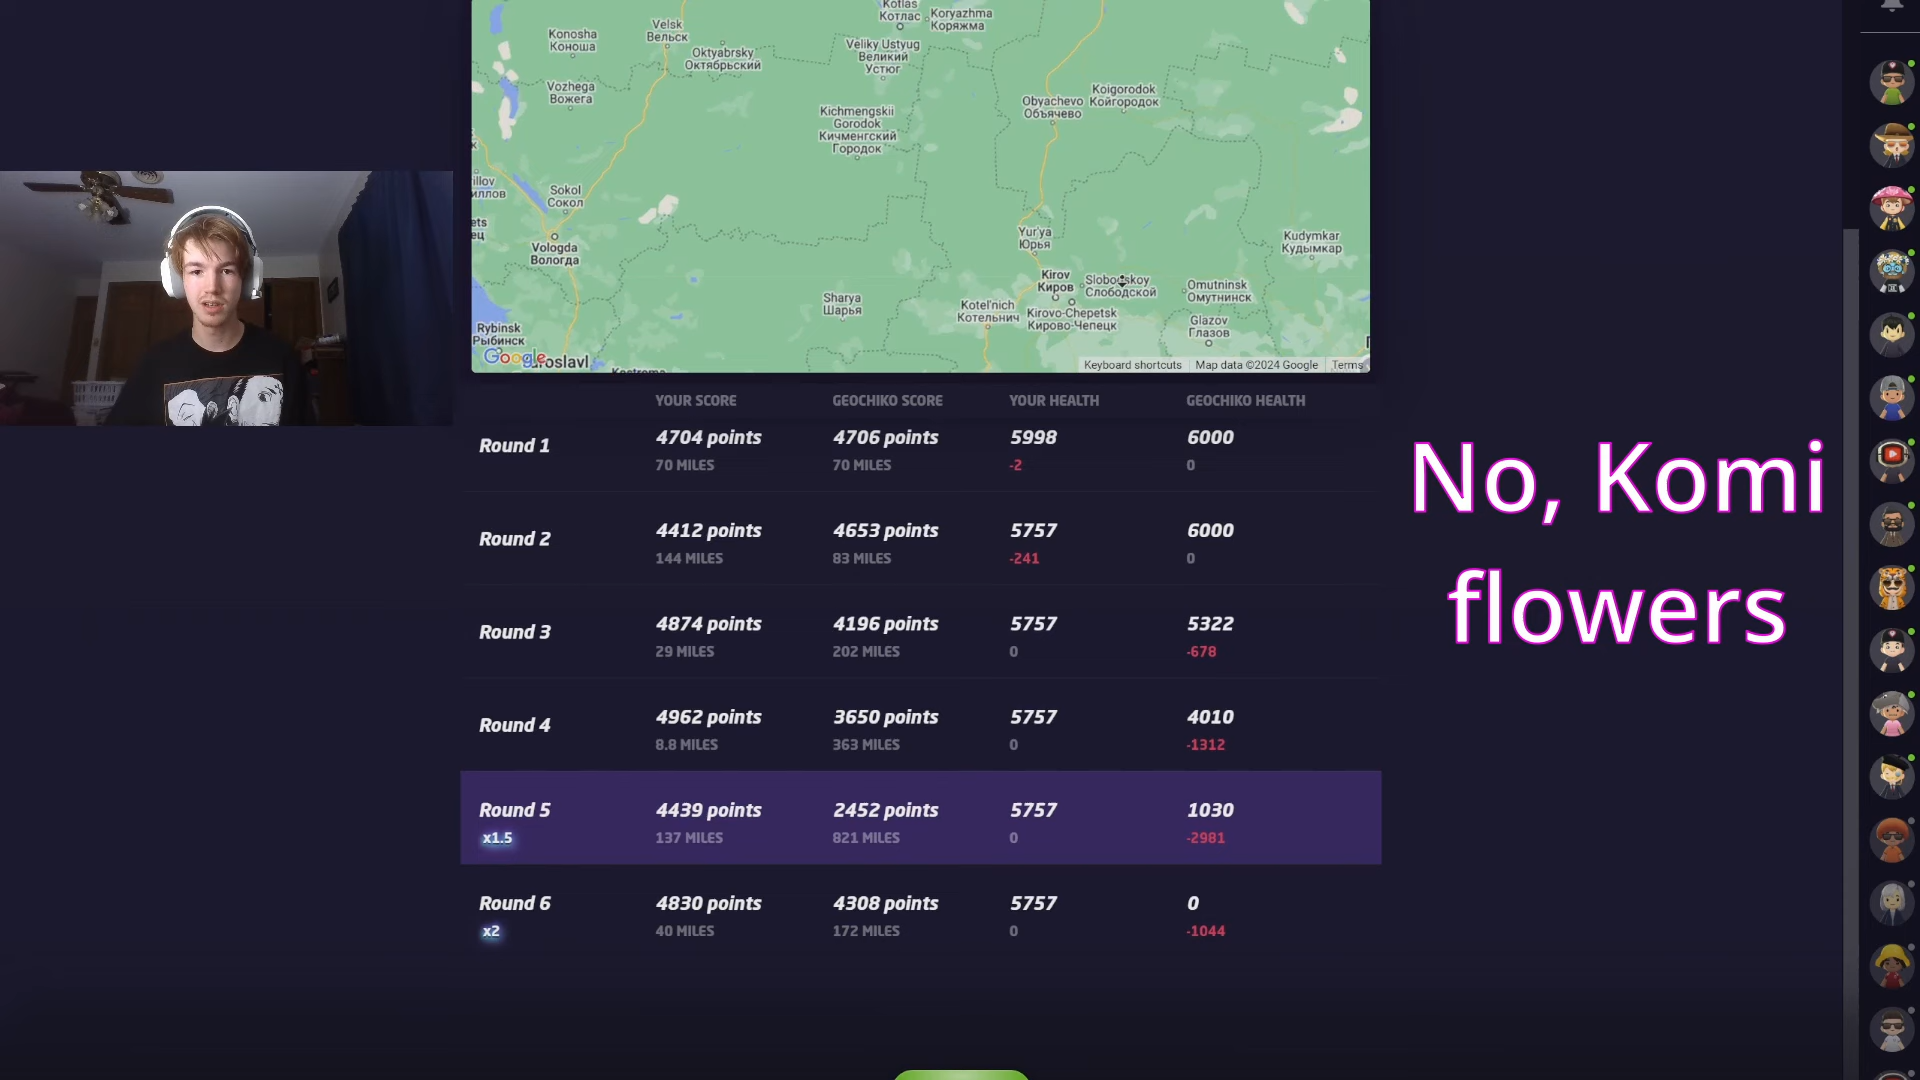 Kotlas
Котлас
Koryazhma
Коряжма
Velsk
Вельск
Konosha
Коноша
Oktyabrsky
Октябрьский
Veliky Ustyug
Великий
Устюг
Vozhega
Вожега
Koigorodok
Койгородок
Obyachevo
Объячево
Kichmengskii
Gorodok
Кичменгский
Городок
illov
иллов
Sokol
Сокол
ets
ец
Vologda
Вологда
Yur'ya
Юрья
Kudymkar
Кудымкар
Kirov
Киров
Slobodskoy
Слободской
Omutninsk
Омутнинск
Sharya
Шарья
Kotel'nich
Котельнич
Kirovo-Chepetsk
Кирово-Чепецк
Glazov
Глазов
Rybinsk
Рыбинск
Google
roslavl
Kostroma
Keyboard shortcuts
Map data ©2024 Google
Terms
YOUR SCORE GEOCHIKO SCORE YOUR HEALTH GEOCHIKO HEALTH
Round 1 4704 points 4706 points 5998 6000
70 MILES 70 MILES -2 0
Round 2 4412 points 4653 points 5757 6000
144 MILES 83 MILES -241 0
Round 3 4874 points 4196 points 5757 5322
29 MILES 202 MILES 0 -678
Round 4 4962 points 3650 points 5757 4010
8.8 MILES 363 MILES 0 -1312
Round 5 4439 points 2452 points 5757 1030
x1.5 137 MILES 821 MILES 0 -2981
Round 6 4830 points 4308 points 5757 0
x2 40 MILES 172 MILES 0 -1044
No, Komi
flowers